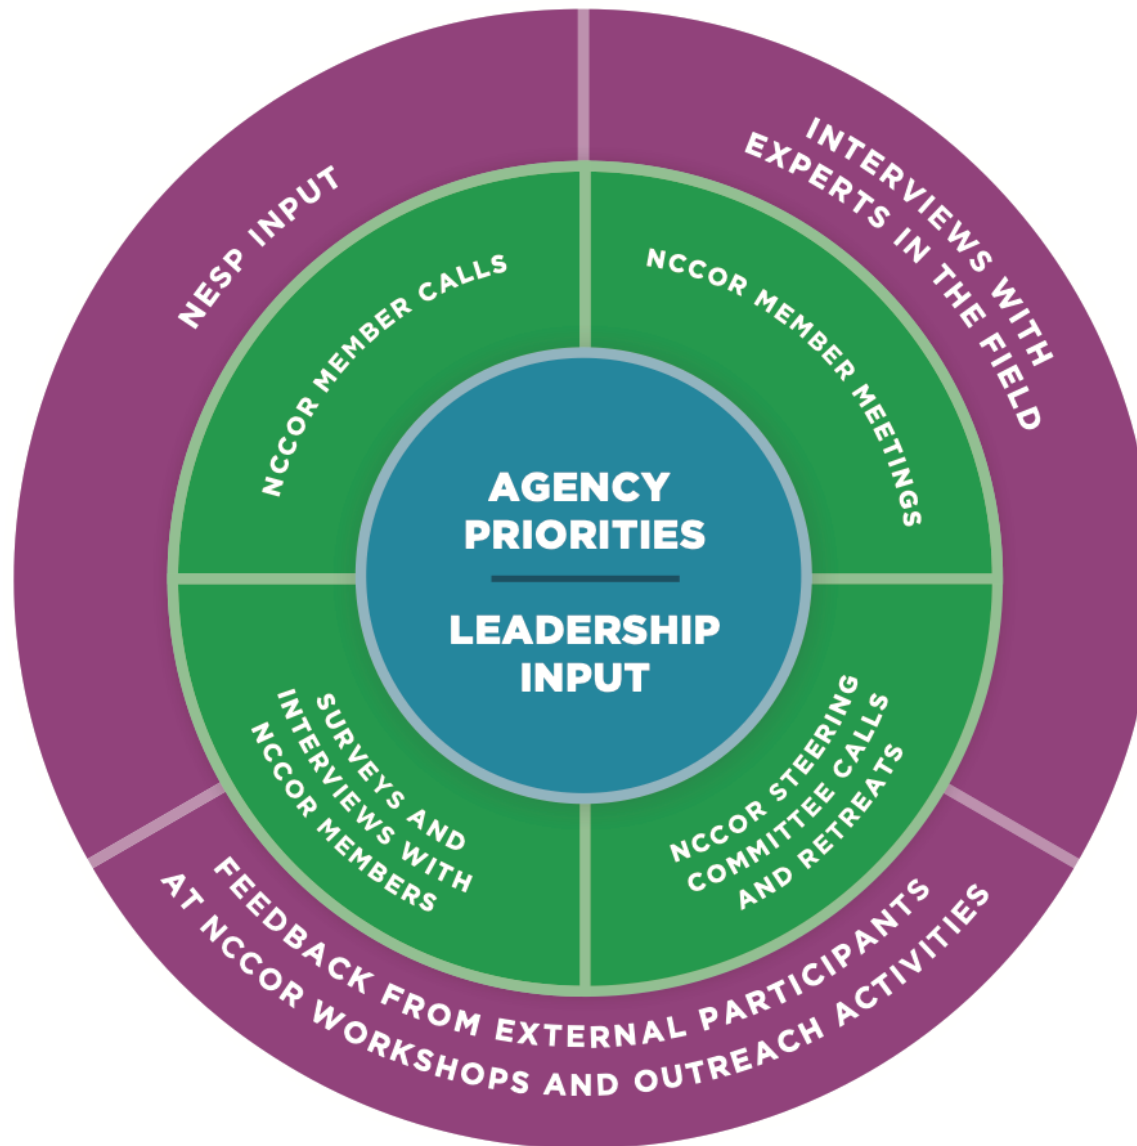 NESP INPUT
INTERVIEWS WITH
EXPERTS IN THE FIELD
NCCOR MEMBER CALLS
NCCOR MEMBER MEETINGS
AGENCY
PRIORITIES
LEADERSHIP
INPUT
SURVEYS AND
INTERVIEWS WITH
NCCOR MEMBERS
NCCOR STEERING
COMMITTEE CALLS
AND RETREATS
FEEDBACK FROM EXTERNAL PARTICIPANTS
AT NCCOR WORKSHOPS AND OUTREACH ACTIVITIES